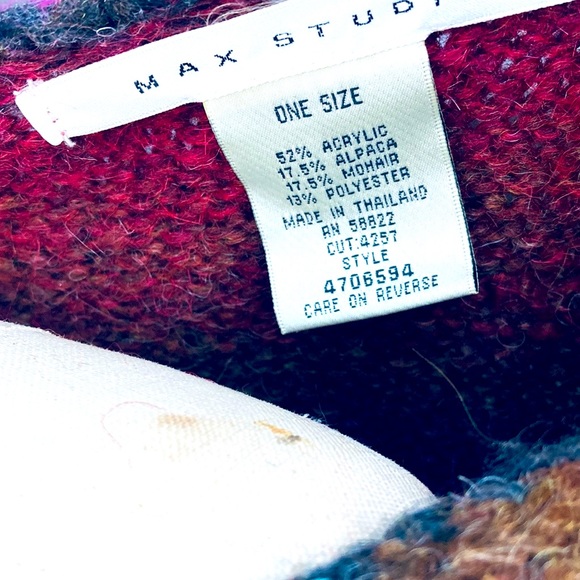 MAX STUDI
ONE SIZE
52% ACRYLIC
17.5% ALPACA
17.5% MOHAIR
13% POLYESTER
MADE IN THAILAND
RN 58822
CUT:4257
STYLE
4706594
CARE ON REVERSE